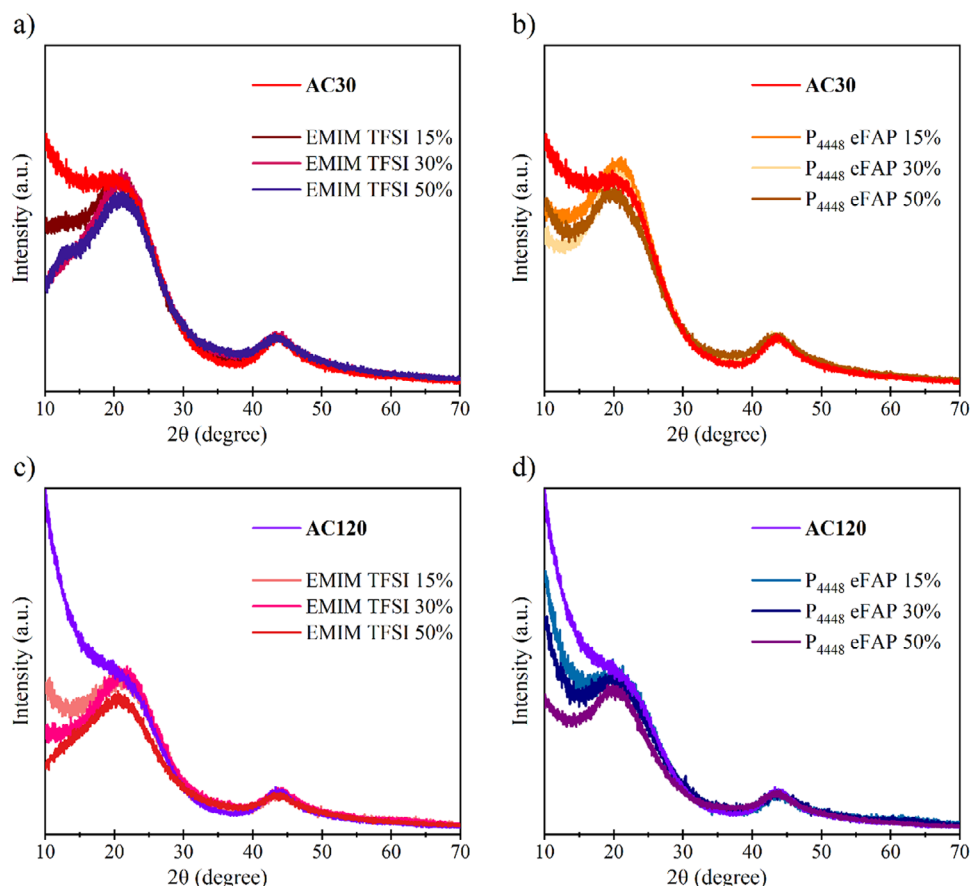 a)
AC30
EMIM TFSI 15%
EMIM TFSI 30%
EMIM TFSI 50%
Intensity (a.u.)
10 20 30 40 50 60 70
2θ (degree)
b)
AC30
P4448 eFAP 15%
P4448 eFAP 30%
P4448 eFAP 50%
Intensity (a.u.)
10 20 30 40 50 60 70
2θ (degree)
c)
AC120
EMIM TFSI 15%
EMIM TFSI 30%
EMIM TFSI 50%
Intensity (a.u.)
10 20 30 40 50 60 70
2θ (degree)
d)
AC120
P4448 eFAP 15%
P4448 eFAP 30%
P4448 eFAP 50%
Intensity (a.u.)
10 20 30 40 50 60 70
2θ (degree)